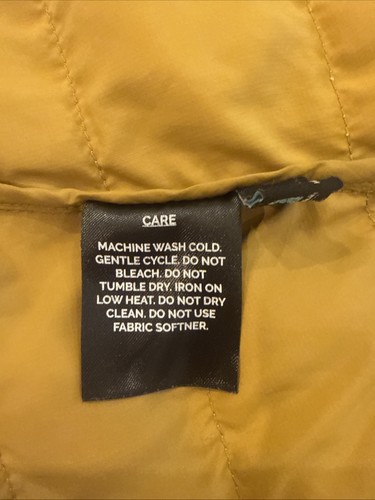 CARE
MACHINE WASH COLD.
GENTLE CYCLE. DO NOT
BLEACH. DO NOT
TUMBLE DRY. IRON ON
LOW HEAT. DO NOT DRY
CLEAN. DO NOT USE
FABRIC SOFTNER.